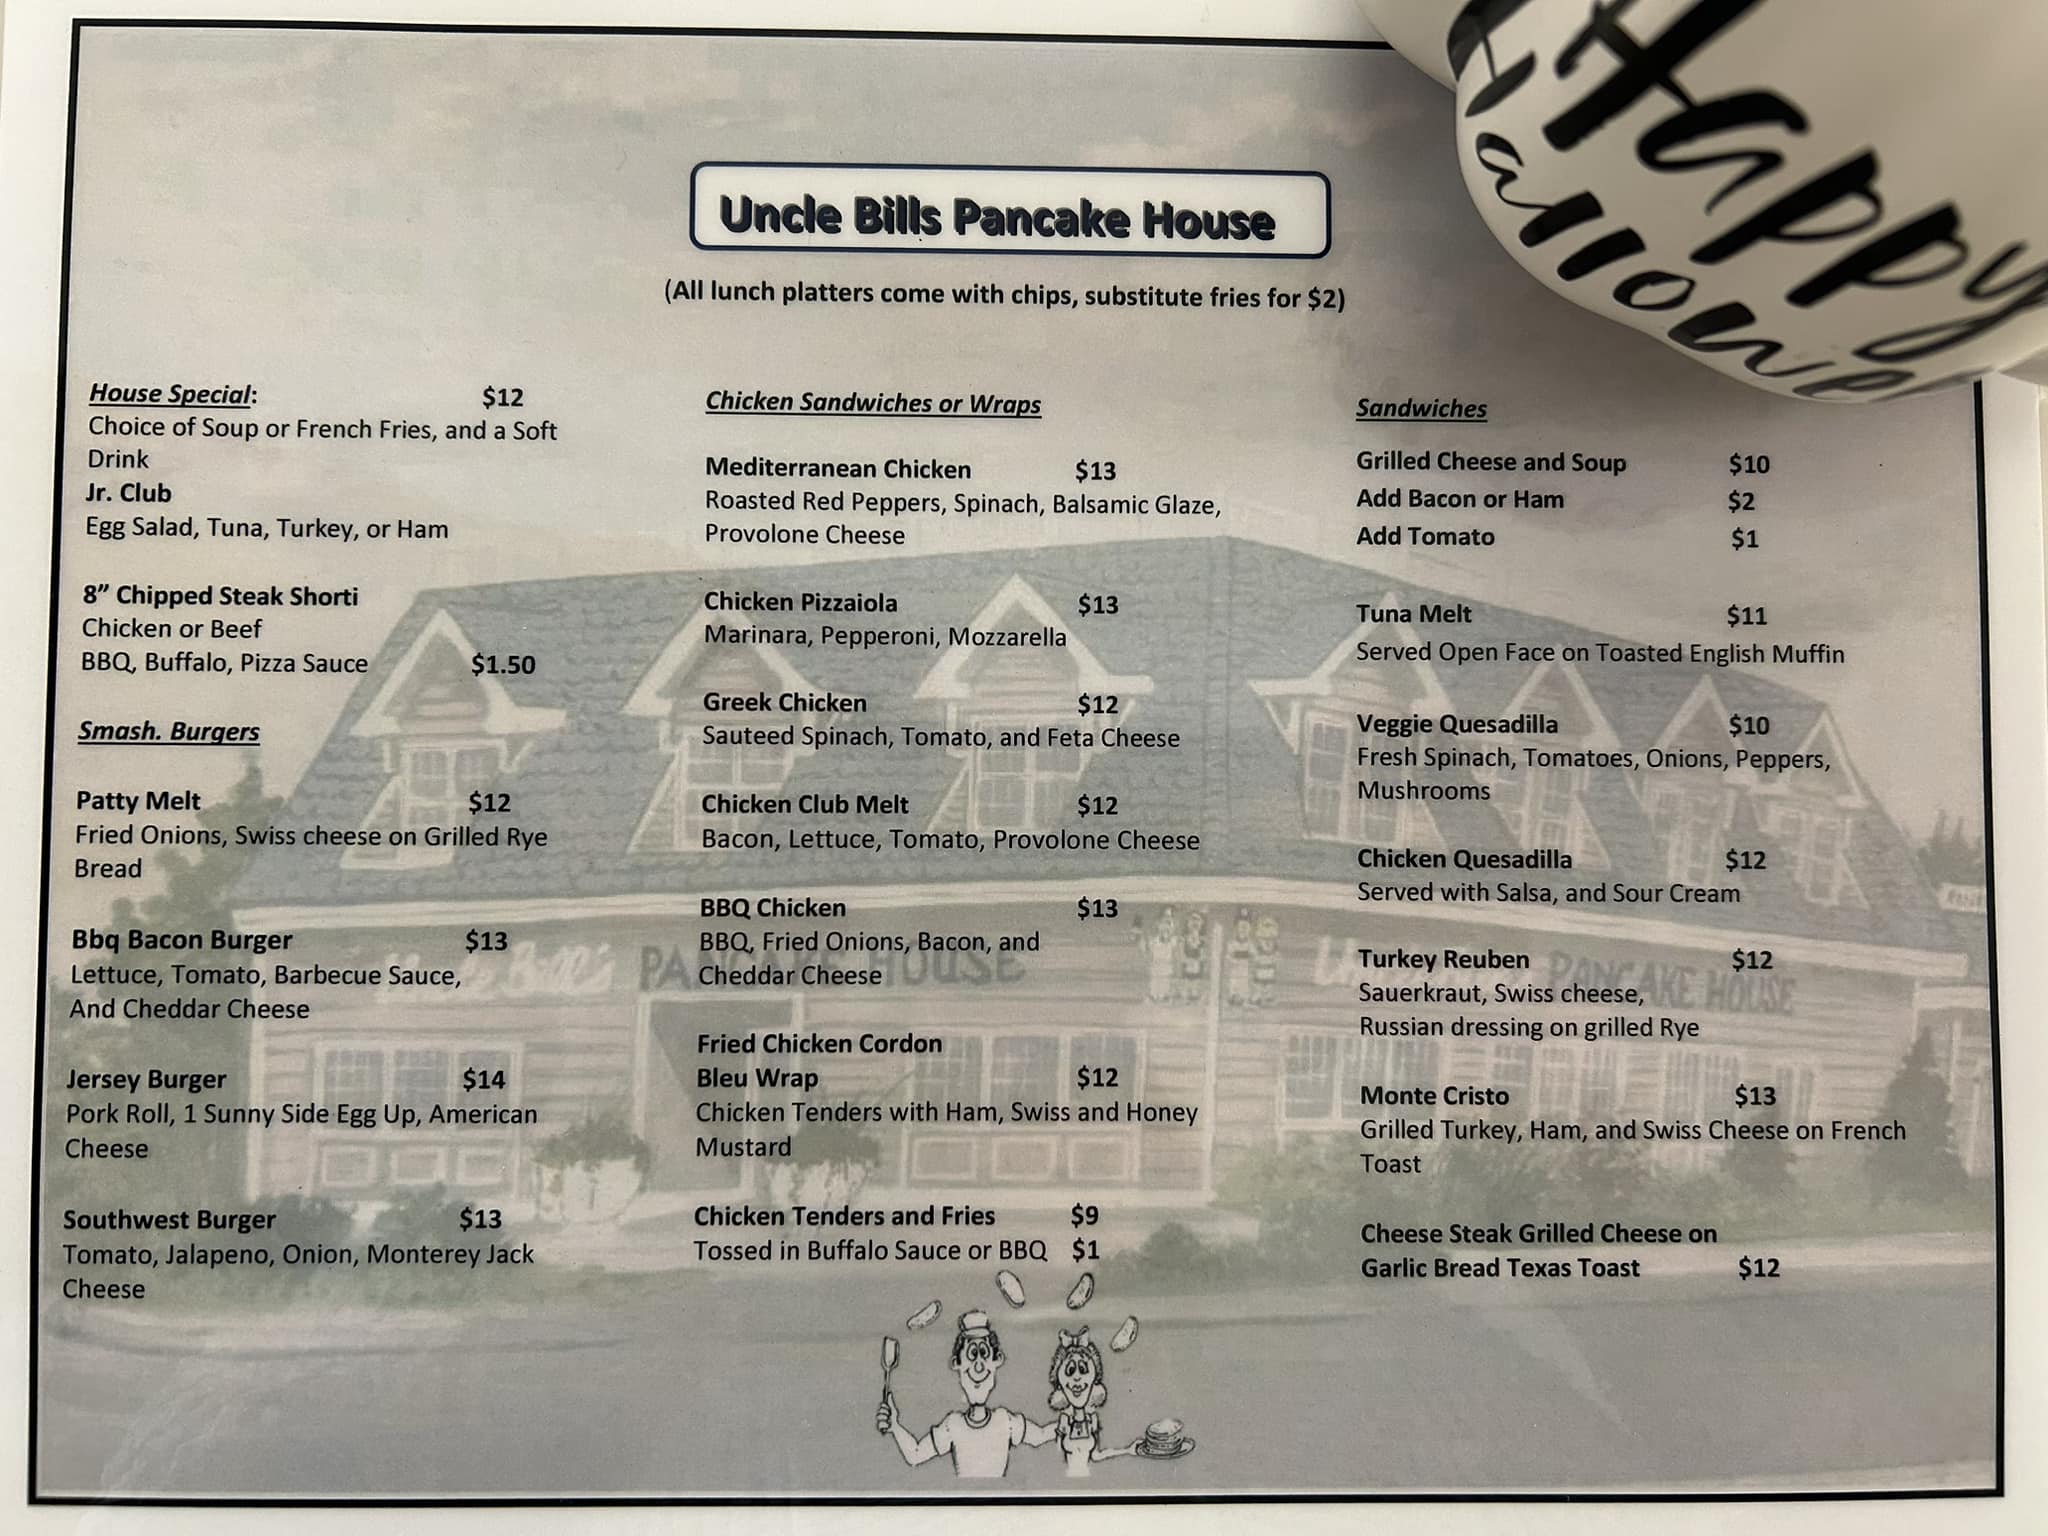 Happy
Uncle Bills Pancake House
(All lunch platters come with chips, substitute fries for $2)
House Special: $12
Choice of Soup or French Fries, and a Soft
Drink
Jr. Club
Egg Salad, Tuna, Turkey, or Ham
8” Chipped Steak Shorti
Chicken or Beef
BBQ, Buffalo, Pizza Sauce $1.50
Smash. Burgers
Patty Melt $12
Fried Onions, Swiss cheese on Grilled Rye
Bread
Bbq Bacon Burger $13
Lettuce, Tomato, Barbecue Sauce,
And Cheddar Cheese
Jersey Burger $14
Pork Roll, 1 Sunny Side Egg Up, American
Cheese
Southwest Burger $13
Tomato, Jalapeno, Onion, Monterey Jack
Cheese
Chicken Sandwiches or Wraps
Mediterranean Chicken $13
Roasted Red Peppers, Spinach, Balsamic Glaze,
Provolone Cheese
Chicken Pizzaiola $13
Marinara, Pepperoni, Mozzarella
Greek Chicken $12
Sauteed Spinach, Tomato, and Feta Cheese
Chicken Club Melt $12
Bacon, Lettuce, Tomato, Provolone Cheese
BBQ Chicken $13
BBQ, Fried Onions, Bacon, and
Cheddar Cheese
Fried Chicken Cordon
Bleu Wrap $12
Chicken Tenders with Ham, Swiss and Honey
Mustard
Chicken Tenders and Fries $9
Tossed in Buffalo Sauce or BBQ $1
Sandwiches
Grilled Cheese and Soup $10
Add Bacon or Ham $2
Add Tomato $1
Tuna Melt $11
Served Open Face on Toasted English Muffin
Veggie Quesadilla $10
Fresh Spinach, Tomatoes, Onions, Peppers,
Mushrooms
Chicken Quesadilla $12
Served with Salsa, and Sour Cream
Turkey Reuben $12
Sauerkraut, Swiss cheese,
Russian dressing on grilled Rye
Monte Cristo $13
Grilled Turkey, Ham, and Swiss Cheese on French
Toast
Cheese Steak Grilled Cheese on
Garlic Bread Texas Toast $12
PANCAKE HOUSE